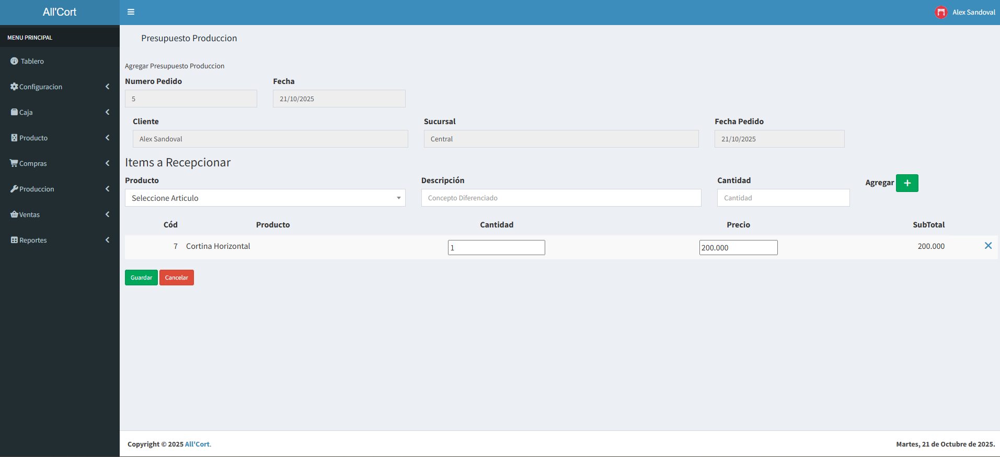 All'Cort
Alex Sandoval
MENU PRINCIPAL
Tablero
Configuracion
Caja
Producto
Compras
Produccion
Ventas
Reportes
Presupuesto Produccion
Agregar Presupuesto Produccion
Numero Pedido Fecha
5 21/10/2025
Cliente Sucursal Fecha Pedido
Alex Sandoval Central 21/10/2025
Items a Recepcionar
Producto Descripción Cantidad Agregar
Seleccione Articulo Concepto Diferenciado Cantidad
Cód Producto Cantidad Precio SubTotal
7 Cortina Horizontal 1 200.000 200.000
Guardar Cancelar
Copyright © 2025 All'Cort. Martes, 21 de Octubre de 2025.